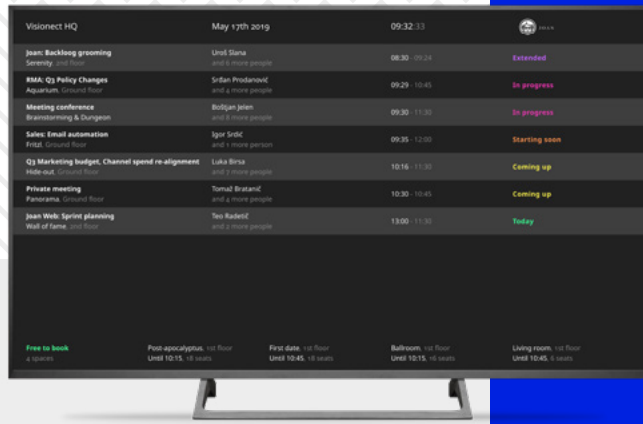 Visionect HQ May 17th 2019 09:32:33 JOAN
Joan: Backloog grooming Uroš Slana 08:30 - 09:24 Extended
Serenity, 2nd floor and 6 more people
RMA: Q3 Policy Changes Srđan Prodanović 09:29 - 10:45 In progress
Aquarium, Ground floor and 4 more people
Meeting conference Boštjan Jelen 09:30 - 11:30 In progress
Brainstorming & Dungeon and 8 more people
Sales: Email automation Igor Srdić 09:35 - 12:00 Starting soon
Fritzl, Ground floor and 1 more person
Q3 Marketing budget, Channel spend re-alignment Luka Birsa 10:16 - 11:30 Coming up
Hide-out, Ground floor and 7 more people
Private meeting Tomaž Bratanič 10:30 - 10:45 Coming up
Panorama, Ground floor and 4 more people
Joan Web: Sprint planning Teo Radetič 13:00 - 11:30 Today
Wall of fame, 2nd floor and 2 more people
Free to book Post-apocalyptus, 1st floor First date, 1st floor Ballroom, 1st floor Living room, 1st floor
4 spaces Until 10:15, +8 seats Until 10:45, +8 seats Until 10:15, +6 seats Until 10:45, 6 seats